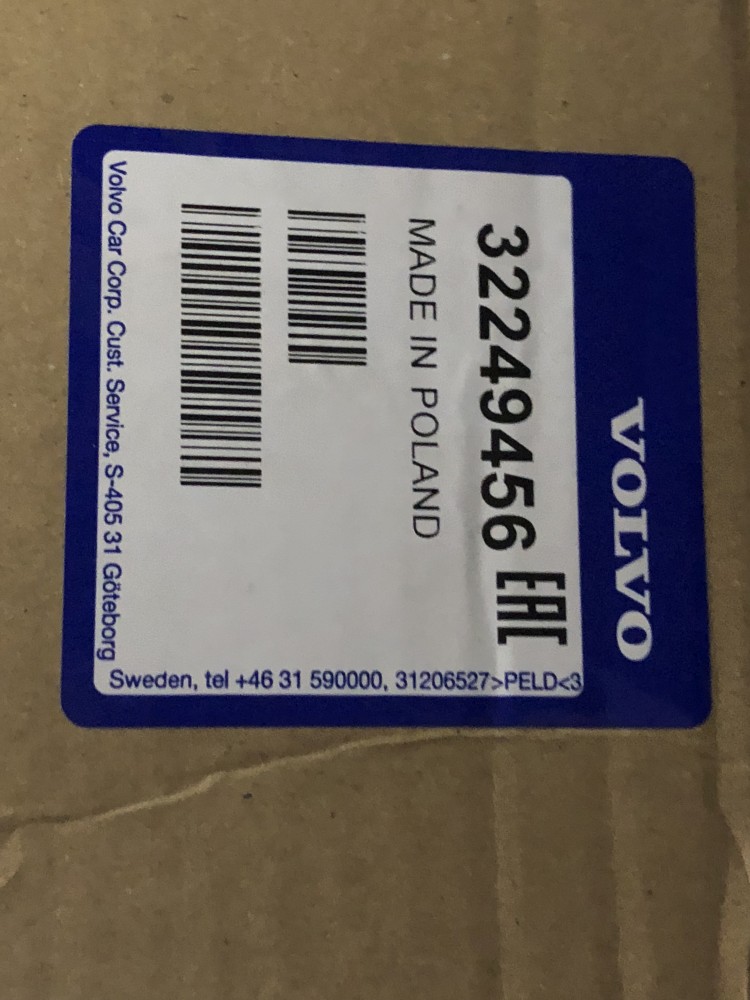 VOLVO
32249456 EAC
MADE IN POLAND
Volvo Car Corp. Cust. Service, S-405 31 Göteborg
Sweden, tel +46 31 590000, 31206527>PELD<3